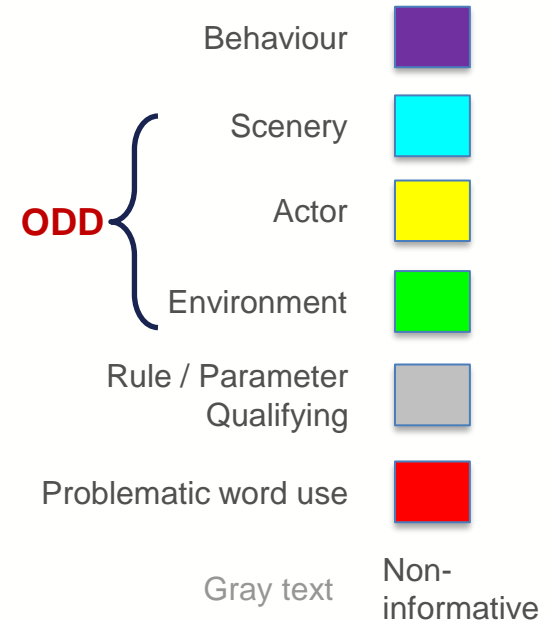 Behaviour
Scenery
ODD
Actor
Environment
Rule / Parameter
Qualifying
Problematic word use
Gray text
Non-
informative